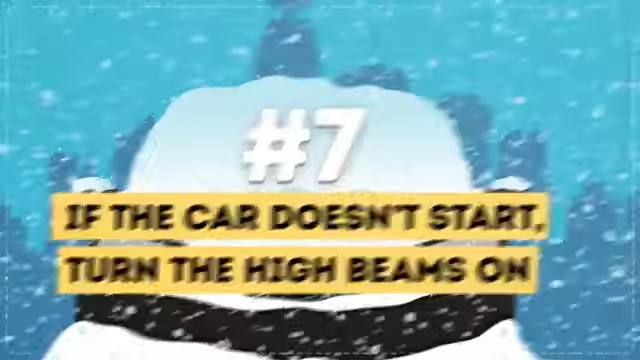 #7
IF THE CAR DOESN'T START,
TURN THE HIGH BEAMS ON